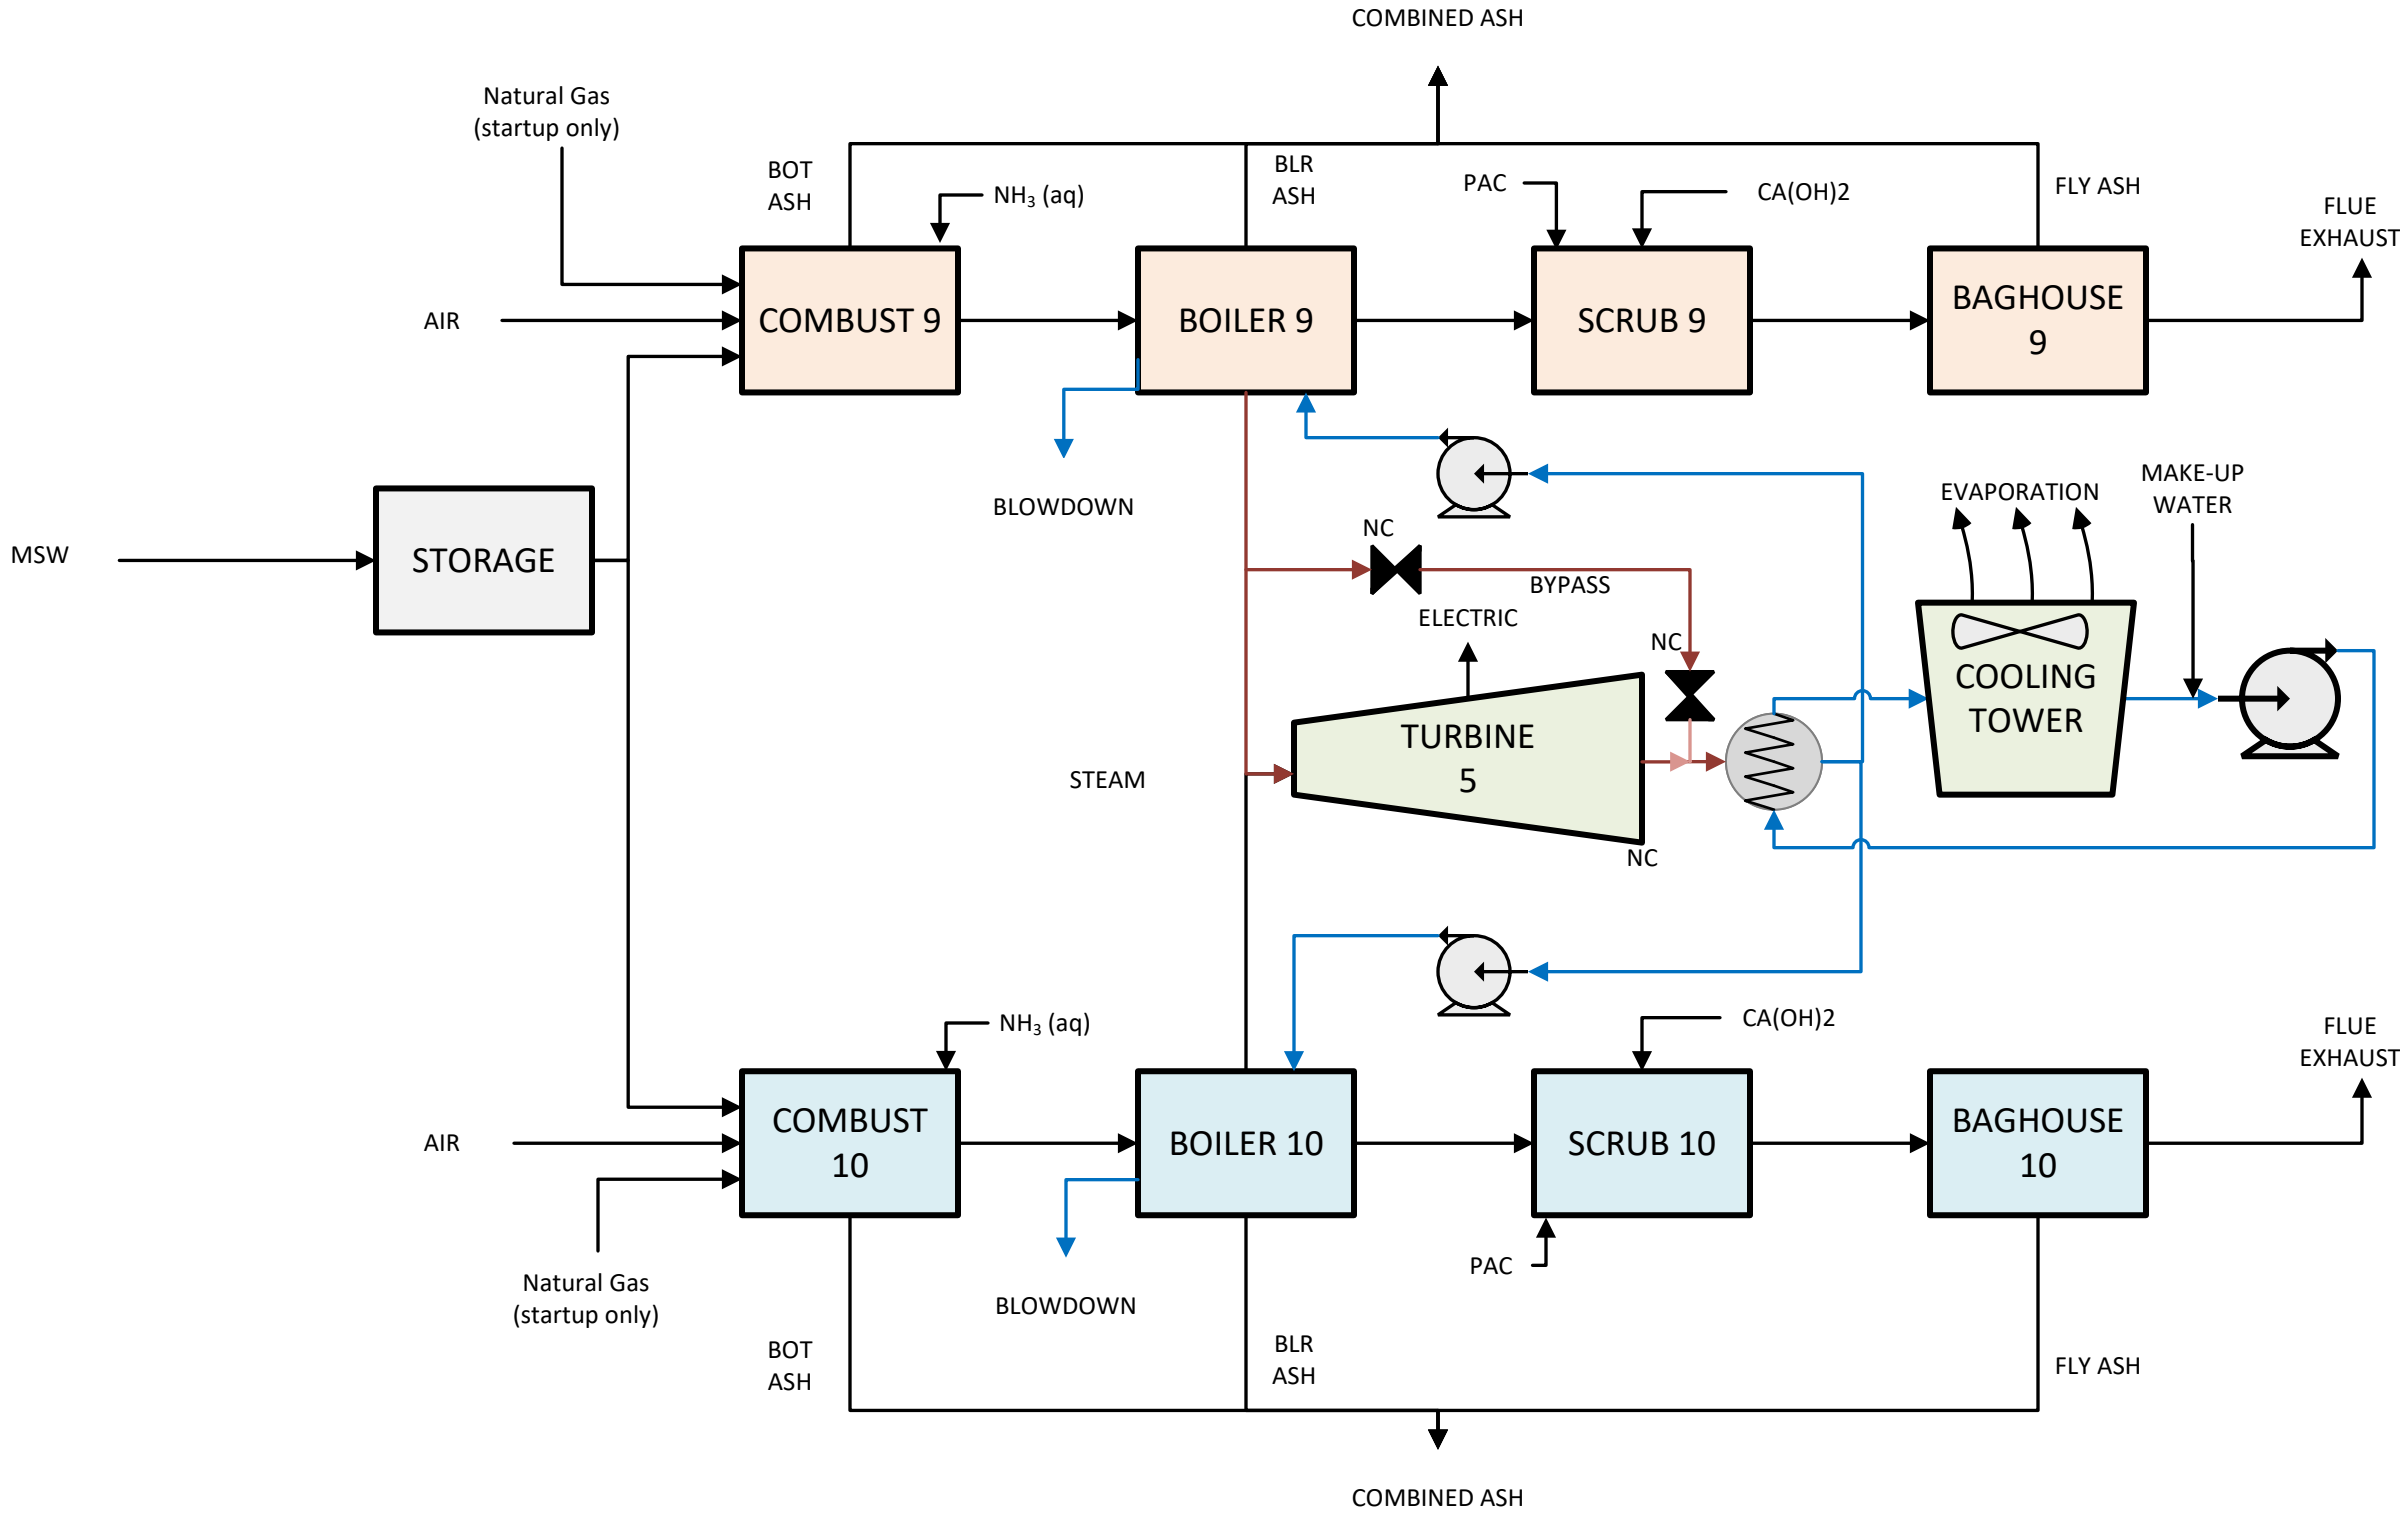 COMBINED ASH
Natural Gas
(startup only)
BOT
ASH
NH₃ (aq)
BLR
ASH
PAC
CA(OH)2
FLY ASH
FLUE
EXHAUST
AIR
COMBUST 9
BOILER 9
SCRUB 9
BAGHOUSE
9
BLOWDOWN
MSW
STORAGE
NC
BYPASS
ELECTRIC
NC
EVAPORATION
MAKE-UP
WATER
COOLING
TOWER
TURBINE
5
STEAM
NC
NH₃ (aq)
CA(OH)2
FLUE
EXHAUST
AIR
COMBUST
10
BOILER 10
SCRUB 10
BAGHOUSE
10
Natural Gas
(startup only)
BLOWDOWN
PAC
BOT
ASH
BLR
ASH
FLY ASH
COMBINED ASH